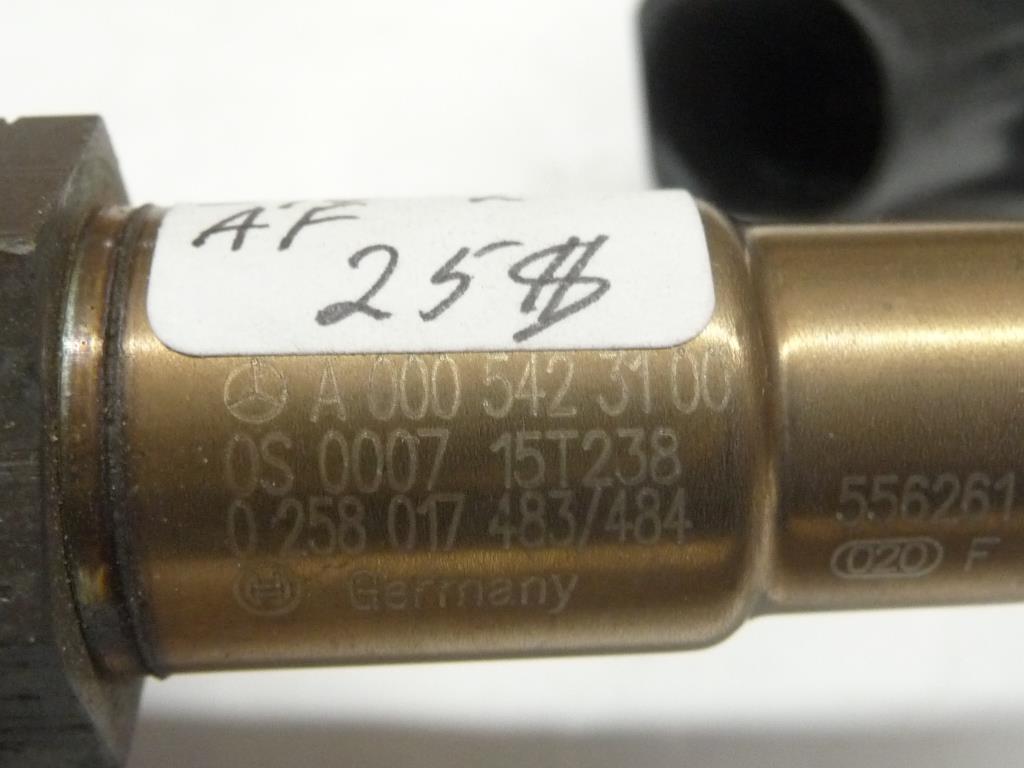 AF
25$
A 000 542 31 00
0S 0007 15T238
0 258 017 483/484
Germany
556261
020 F